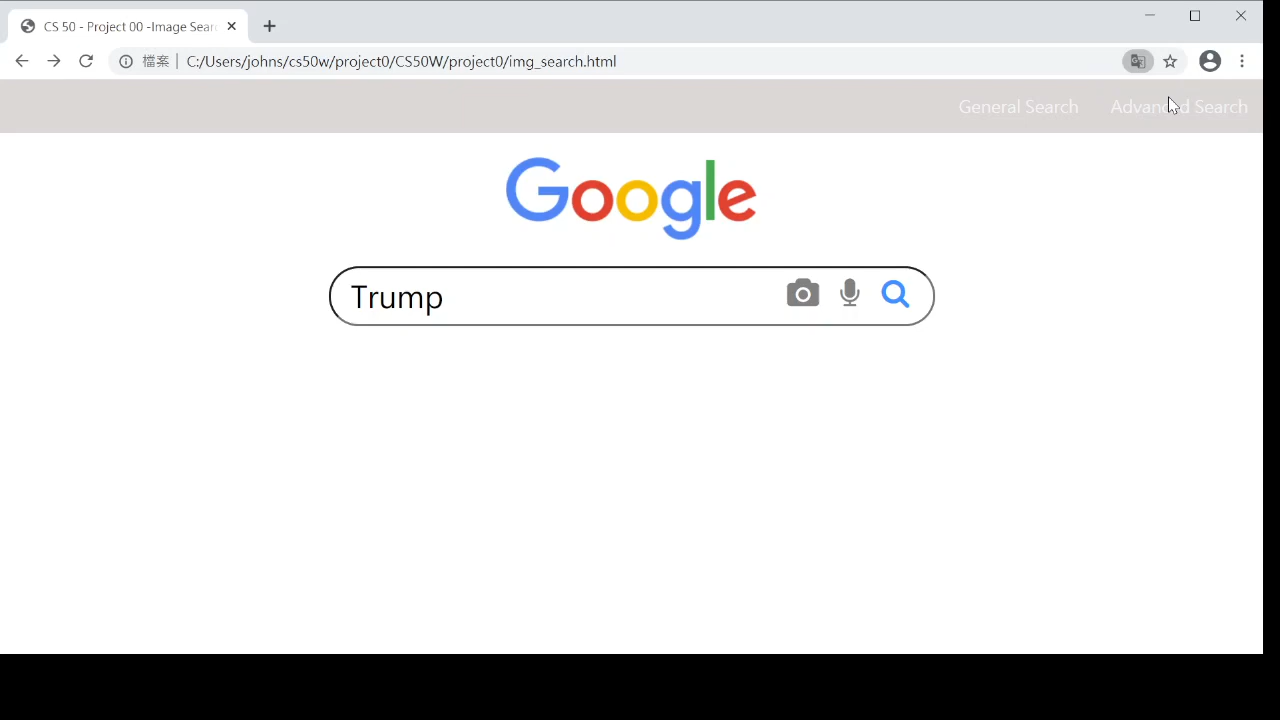 CS 50 - Project 00 -Image Sear
檔案 C:/Users/johns/cs50w/project0/CS50W/project0/img_search.html
General Search Advanced Search
Google
Trump